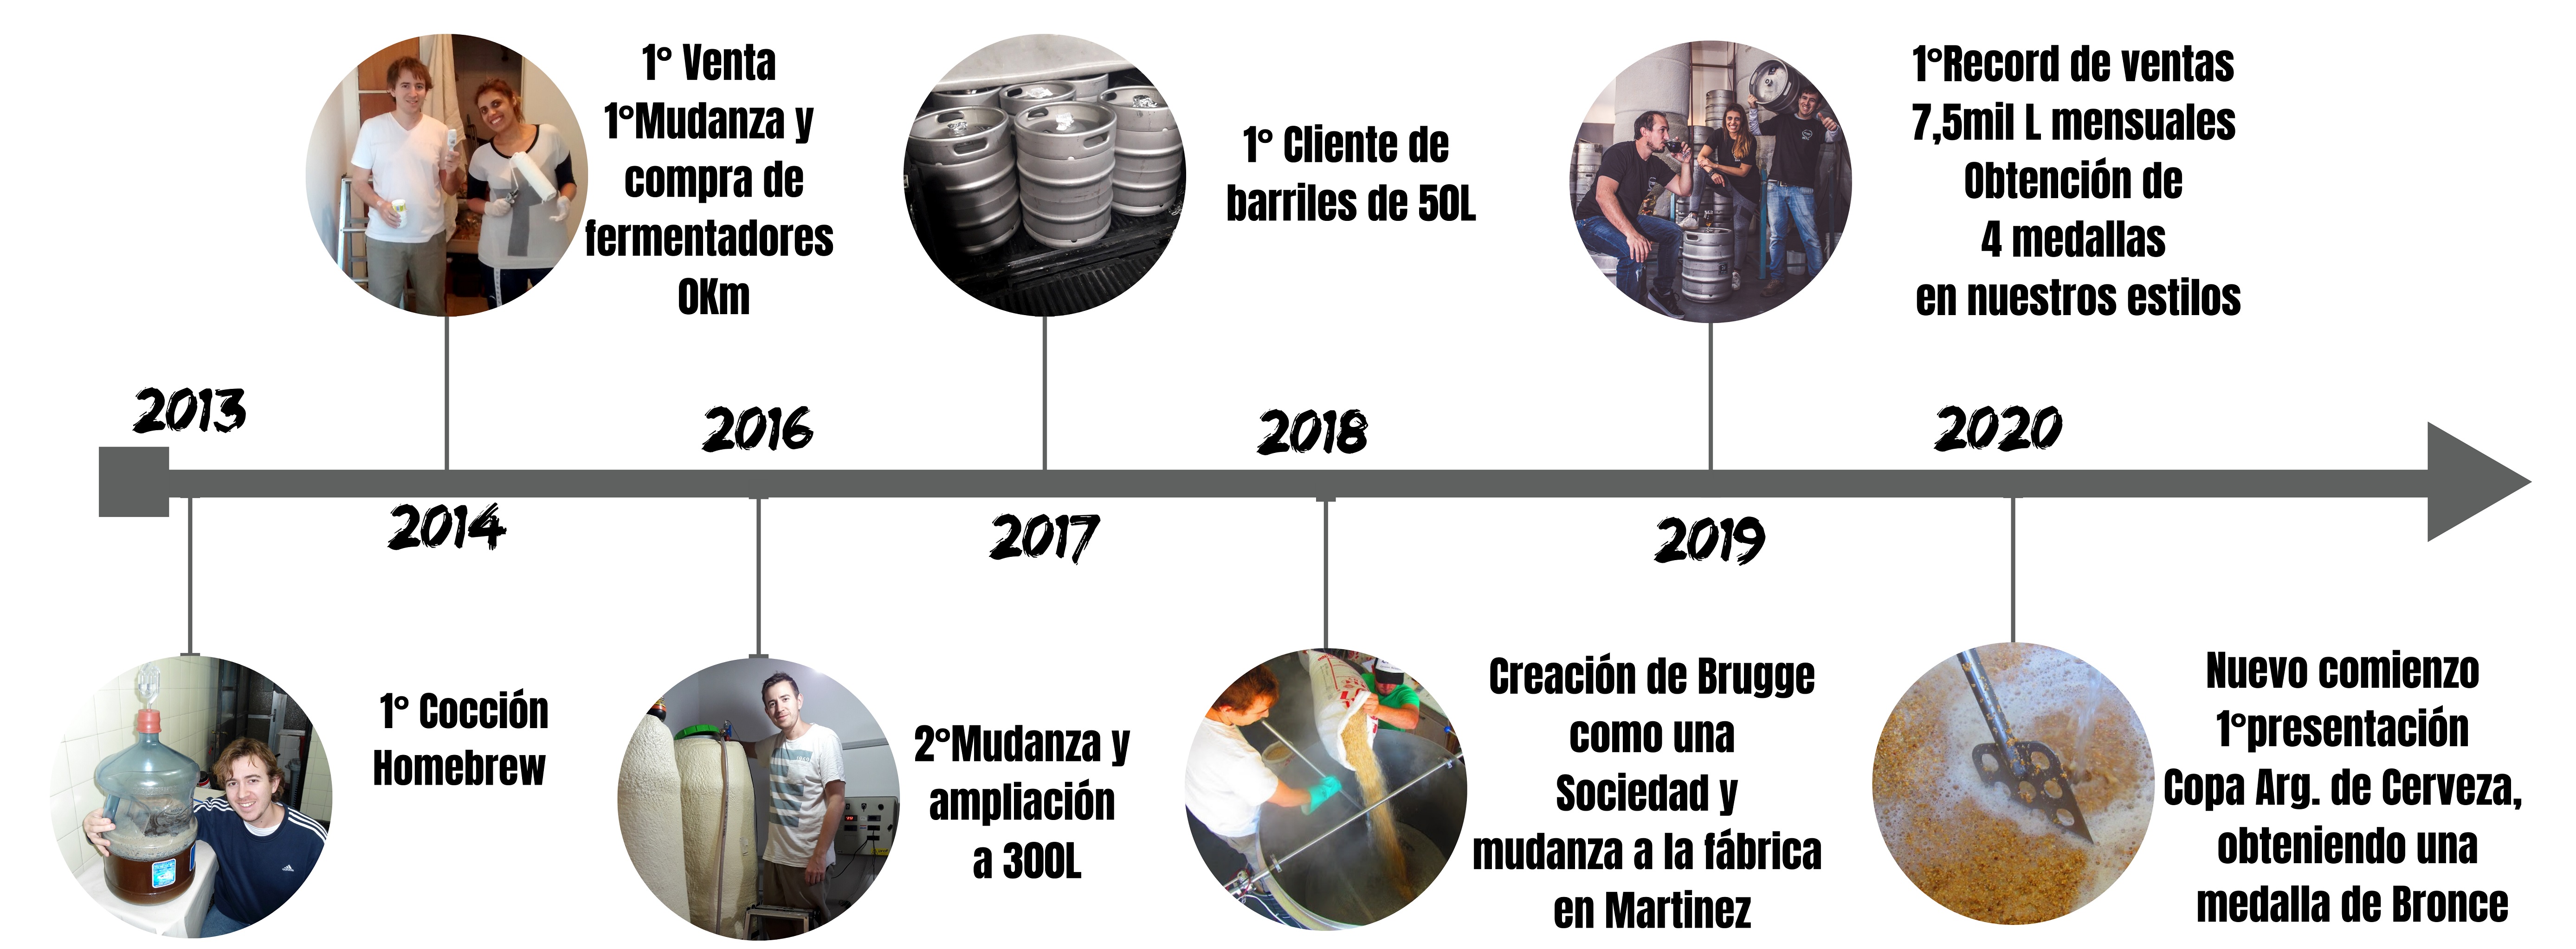 1° Venta
1°Mudanza y
compra de
fermentadores
0Km
1° Cliente de
barriles de 50L
1°Record de ventas
7,5mil L mensuales
Obtención de
4 medallas
en nuestros estilos
2013
2016
2018
2020
2014
2017
2019
1° Cocción
Homebrew
2°Mudanza y
ampliación
a 300L
Creación de Brugge
como una
Sociedad y
mudanza a la fábrica
en Martinez
Nuevo comienzo
1°presentación
Copa Arg. de Cerveza,
obteniendo una
medalla de Bronce